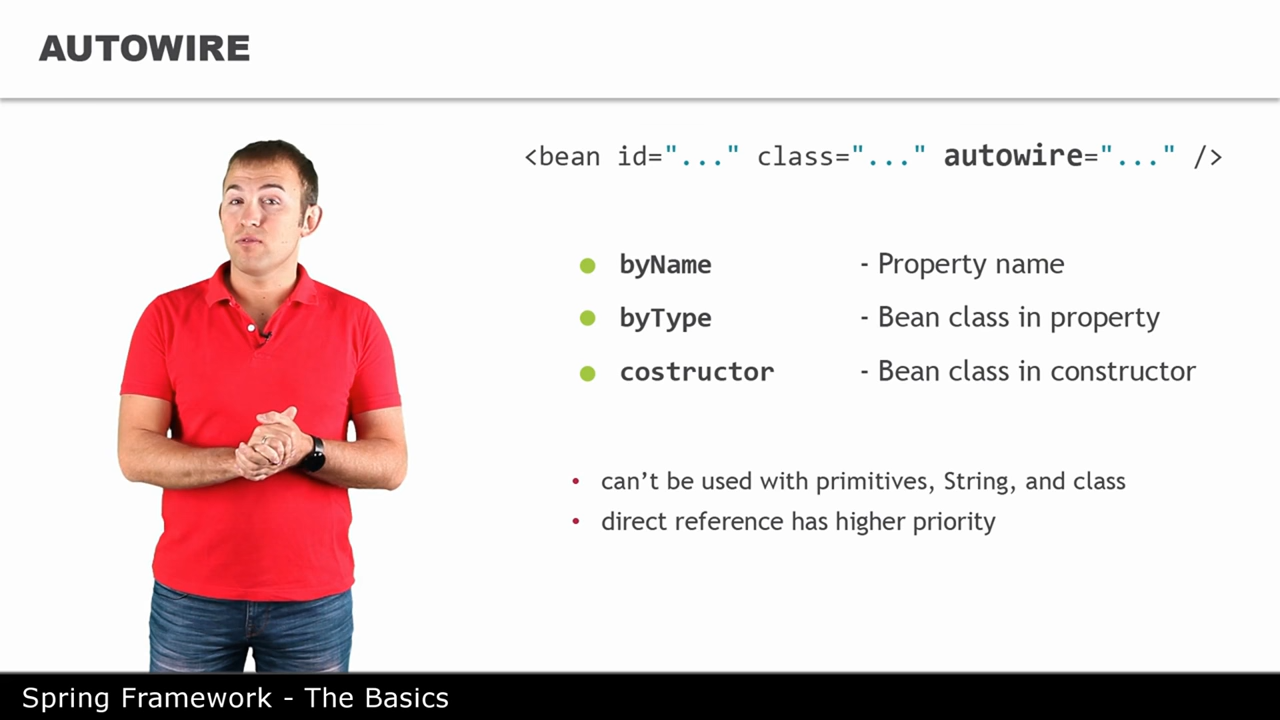 AUTOWIRE
<bean id="..." class="..." autowire="..." />
byName - Property name
byType - Bean class in property
costructor - Bean class in constructor
can’t be used with primitives, String, and class
direct reference has higher priority
Spring Framework - The Basics